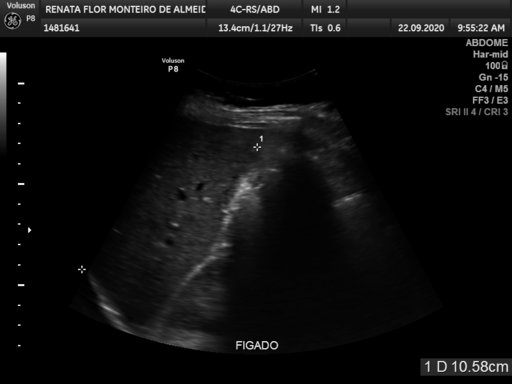 Voluson
P8
RENATA FLOR MONTEIRO DE ALMEID
4C-RS/ABD
MI 1.2
1481641
13.4cm/1.1/27Hz
TIs 0.6
22.09.2020
9:55:22 AM
Voluson
P8
ABDOME
Har-mid
Gn -15
C4 / M5
FF3 / E3
SRI II 4 / CRI 3
1
FIGADO
1 D 10.58cm